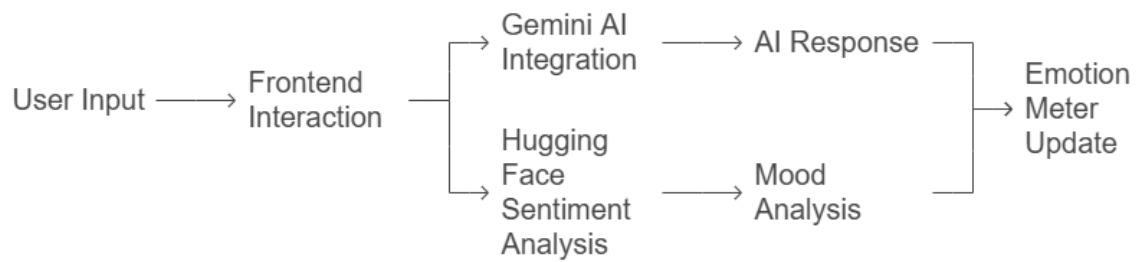 User Input
Frontend
Interaction
Gemini AI
Integration
AI Response
Hugging
Face
Sentiment
Analysis
Mood
Analysis
Emotion
Meter
Update